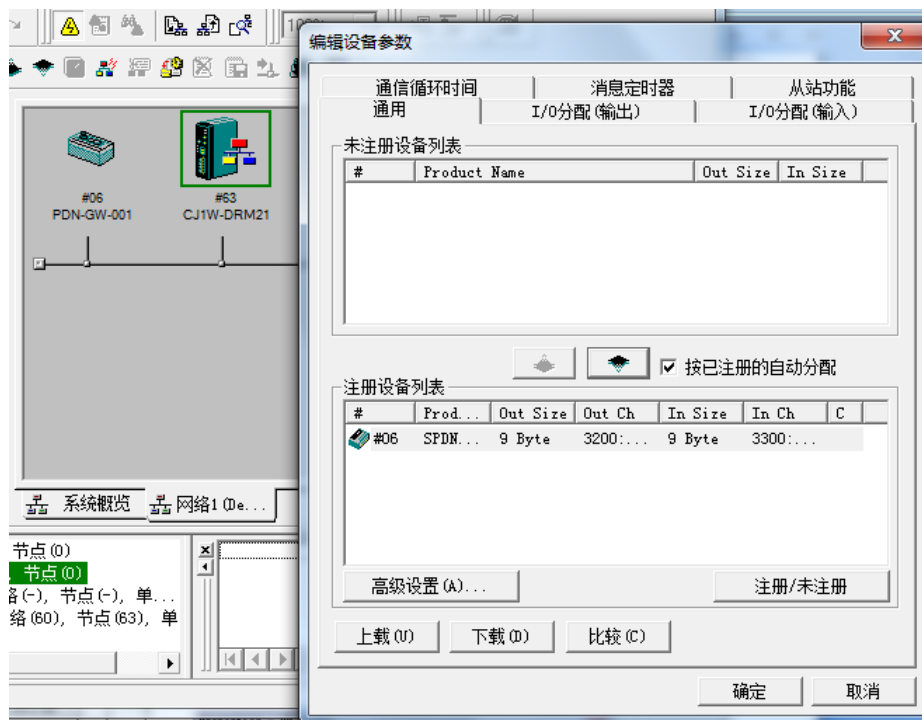 编辑设备参数
通信循环时间
消息定时器
从站功能
通用
I/O分配(输出)
I/O分配(输入)
未注册设备列表
# Product Name Out Size In Size
按已注册的自动分配
注册设备列表
# Prod... Out Size Out Ch In Size In Ch C
#06 SPDN... 9 Byte 3200:... 9 Byte 3300:...
高级设置(A)...
注册/未注册
上载(U)
下载(D)
比较(C)
确定
取消
#06
PDN-GW-001
#63
CJ1W-DRM21
系统概览
网络1(De...
节点(0)
节点(0)
络(-), 节点(-), 单...
络(60), 节点(63), 单